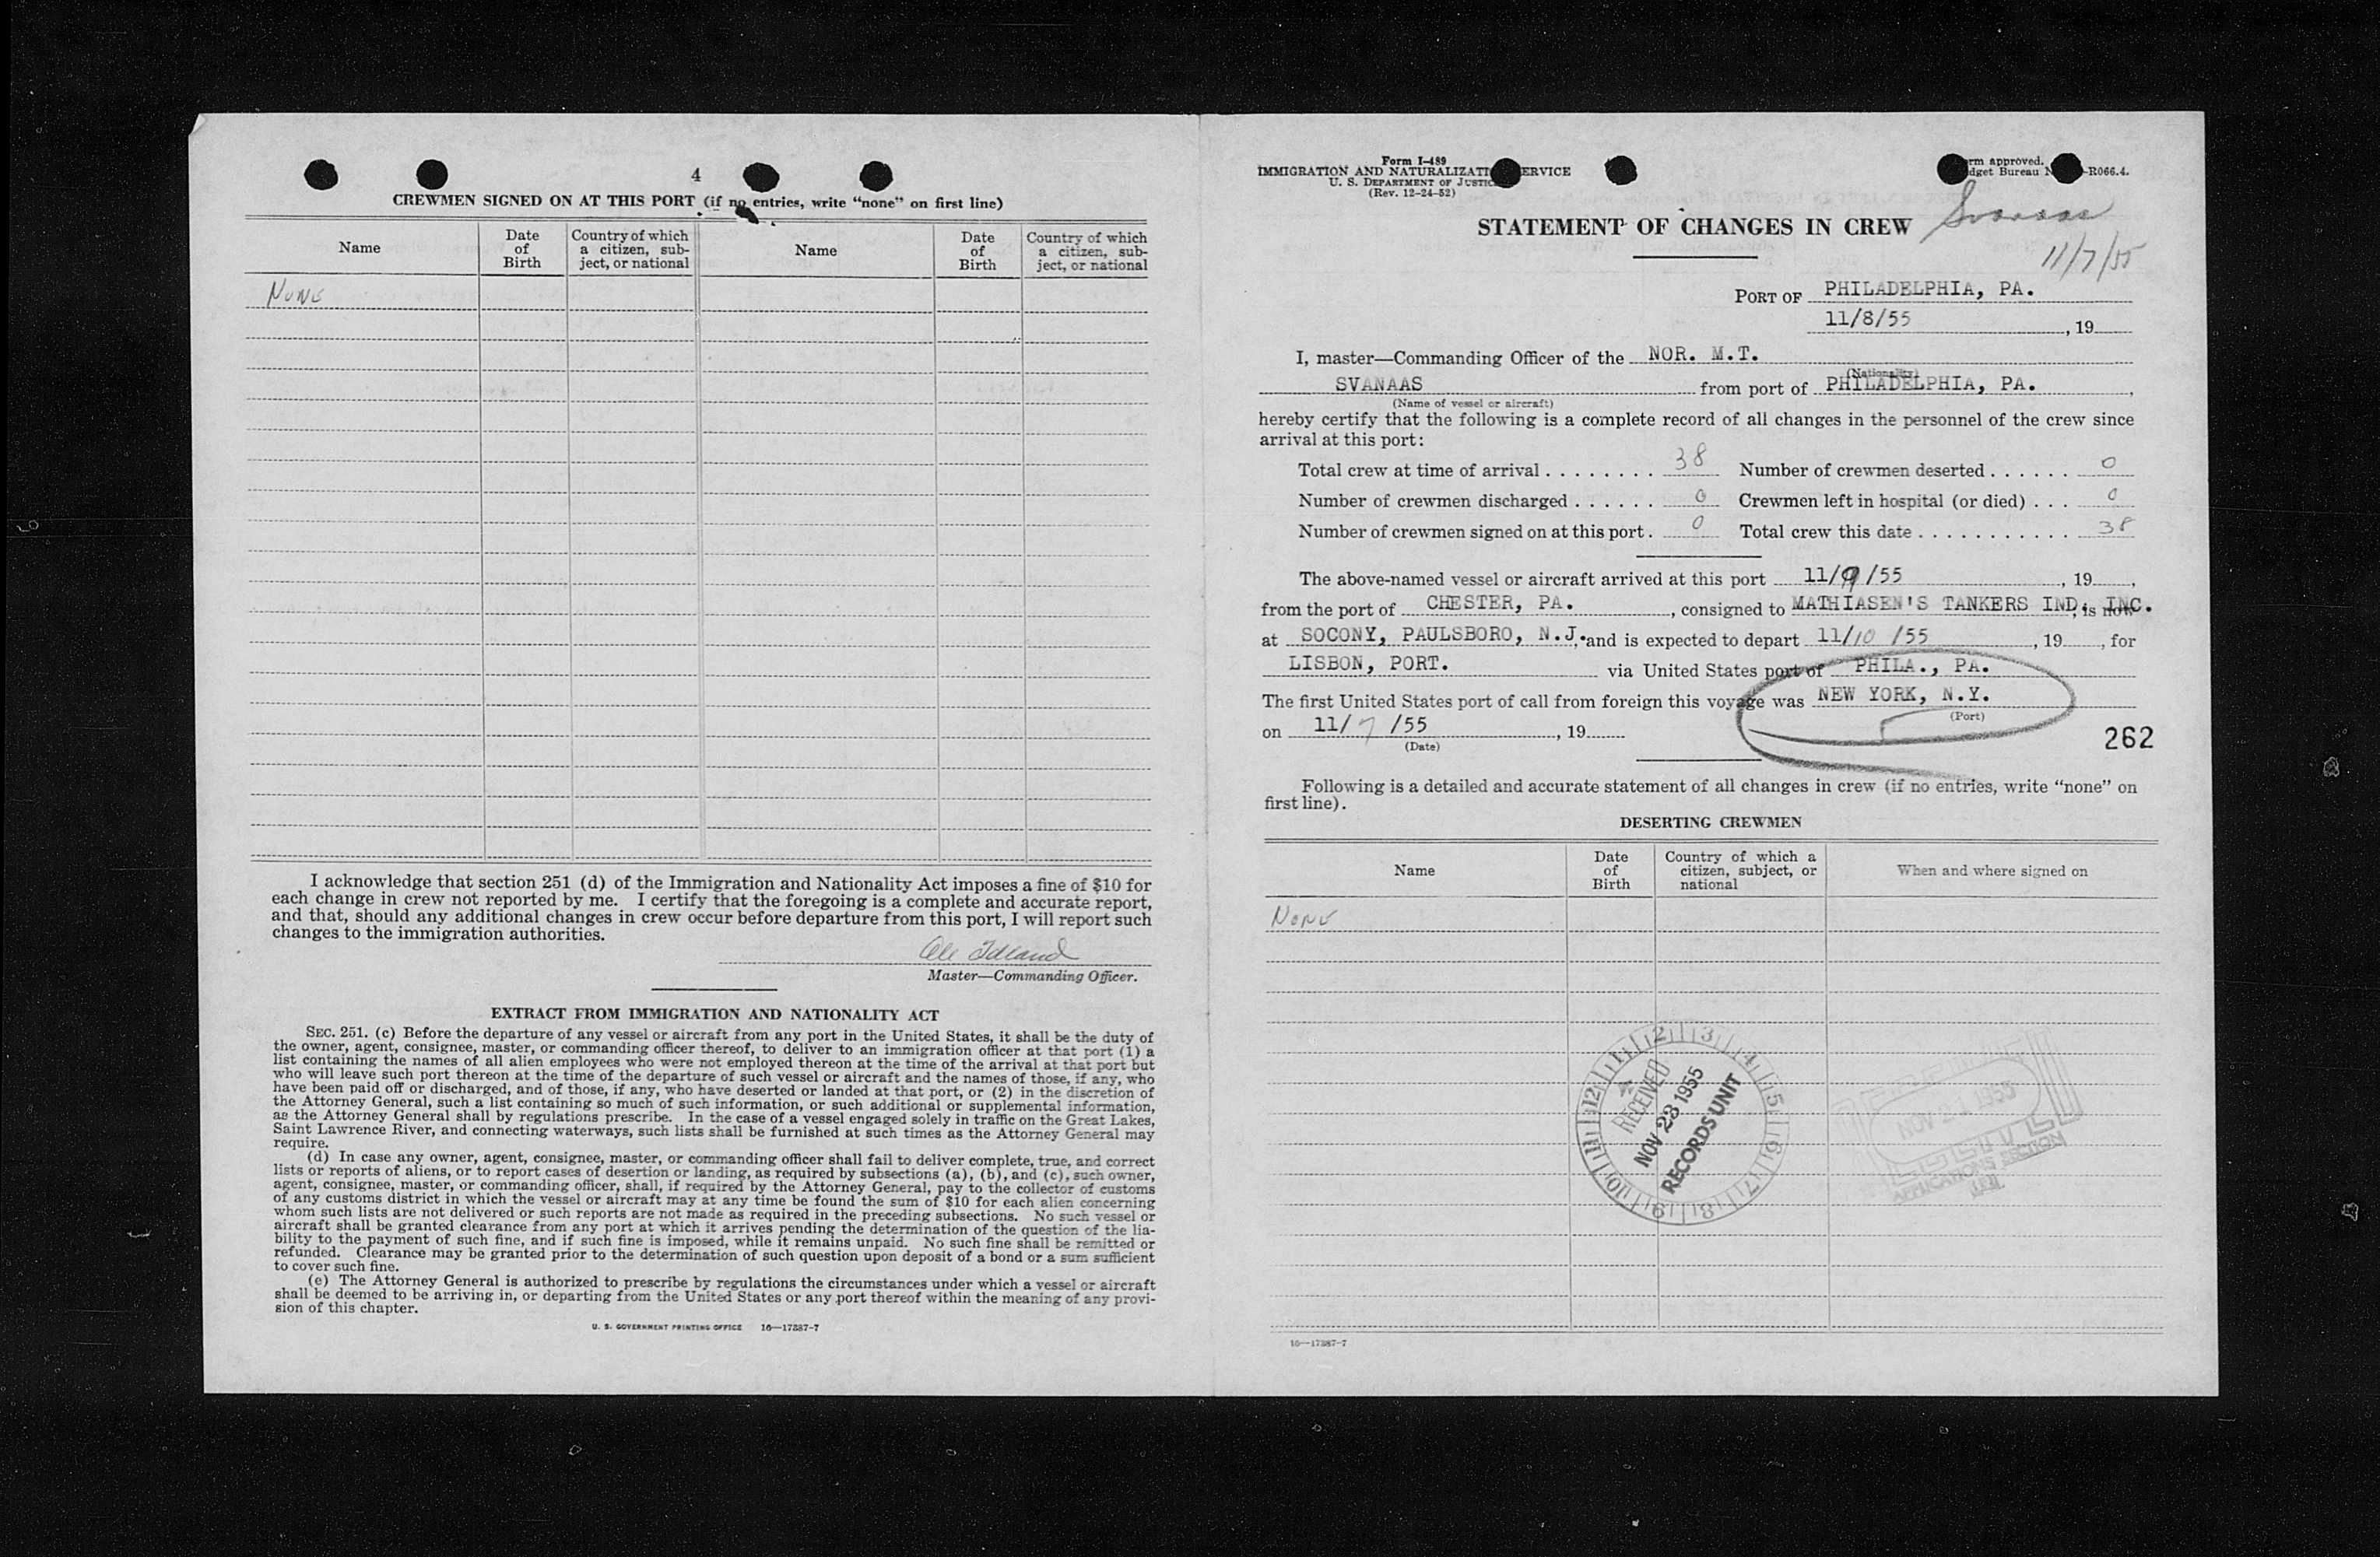 4
CREWMEN SIGNED ON AT THIS PORT (if no entries, write "none" on first line)
Name
Date of Birth
Country of which a citizen, sub-
ject, or national
Name
Date of Birth
Country of which a citizen, sub-
ject, or national
None
I acknowledge that section 251 (d) of the Immigration and Nationality Act imposes a fine of $10 for
each change in crew not reported by me. I certify that the foregoing is a complete and accurate report,
and that, should any additional changes in crew occur before departure from this port, I will report such
changes to the immigration authorities.
Ole Idland
Master—Commanding Officer.
EXTRACT FROM IMMIGRATION AND NATIONALITY ACT
SEC. 251. (c) Before the departure of any vessel or aircraft from any port in the United States, it shall be the duty of
the owner, agent, consignee, master, or commanding officer thereof, to deliver to an immigration officer at that port (1) a
list containing the names of all alien employees who were not employed thereon at the time of the arrival at that port but
who will leave such port thereon at the time of the departure of such vessel or aircraft and the names of those, if any, who
have been paid off or discharged, and of those, if any, who have deserted or landed at that port, or (2) in the discretion of
the Attorney General, such a list containing so much of such information, or such additional or supplemental information,
as the Attorney General shall by regulations prescribe. In the case of a vessel engaged solely in traffic on the Great Lakes,
Saint Lawrence River, and connecting waterways, such lists shall be furnished at such times as the Attorney General may
require.
(d) In case any owner, agent, consignee, master, or commanding officer shall fail to deliver complete, true, and correct
lists or reports of aliens, or to report cases of desertion or landing, as required by subsections (a), (b), and (c), such owner,
agent, consignee, master, or commanding officer, shall, if required by the Attorney General, pay to the collector of customs
of any customs district in which the vessel or aircraft may at any time be found the sum of $10 for each alien concerning
whom such lists are not delivered or such reports are not made as required in the preceding subsections. No such vessel or
aircraft shall be granted clearance from any port at which it arrives pending the determination of the question of the lia-
bility to the payment of such fine, and if such fine is imposed, while it remains unpaid. No such fine shall be remitted or
refunded. Clearance may be granted prior to the determination of such question upon deposit of a bond or a sum sufficient
to cover such fine.
(e) The Attorney General is authorized to prescribe by regulations the circumstances under which a vessel or aircraft
shall be deemed to be arriving in, or departing from the United States or any port thereof within the meaning of any provi-
sion of this chapter.
U. S. GOVERNMENT PRINTING OFFICE 16—17387-7
Form I-489
IMMIGRATION AND NATURALIZATI ERVICE
U. S. DEPARTMENT OF JUSTIC
(Rev. 12-24-52)
rm approved.
dget Bureau N -R066.4.
STATEMENT OF CHANGES IN CREW
Svanaas
11/7/55
PORT OF PHILADELPHIA, PA.
11/8/55 , 19
I, master—Commanding Officer of the NOR. M.T.
(Nationality)
SVANAAS from port of PHILADELPHIA, PA. ,
(Name of vessel or aircraft)
hereby certify that the following is a complete record of all changes in the personnel of the crew since
arrival at this port:
Total crew at time of arrival . . . . . . . . 38 Number of crewmen deserted . . . . . . 0
Number of crewmen discharged . . . . . . 0 Crewmen left in hospital (or died) . . . 0
Number of crewmen signed on at this port . 0 Total crew this date . . . . . . . . . . . 38
The above-named vessel or aircraft arrived at this port 11/9/55 , 19 ,
from the port of CHESTER, PA. , consigned to MATHIASEN'S TANKERS IND. INC. , is now
at SOCONY, PAULSBORO, N.J. , and is expected to depart 11/10 /55 , 19 , for
LISBON, PORT. via United States port of PHILA., PA.
The first United States port of call from foreign this voyage was NEW YORK, N.Y.
(Port)
on 11/ 7 /55 , 19
(Date)
262
Following is a detailed and accurate statement of all changes in crew (if no entries, write "none" on
first line).
DESERTING CREWMEN
Name
Date of Birth
Country of which a citizen, subject, or national
When and where signed on
None
12 1 2 3 4 5 6 7 8 9 10 11
RECEIVED
NOV 28 1955
RECORDS UNIT
NOV 21 1955
APPLICATIONS SECTION
16—17387-7